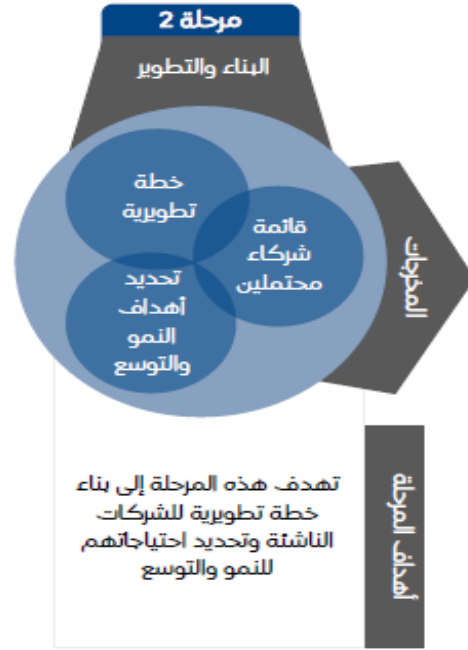 مرحلة 2
البناء والتطوير
خطة
تطويرية
قائمة
شركاء
محتملين
تحديد
أهداف
النمو
والتوسع
المخرجات
تهدف هذه المرحلة إلى بناء
خطة تطويرية للشركات
الناشئة وتحديد احتياجاتهم
للنمو والتوسع
أهداف المرحلة